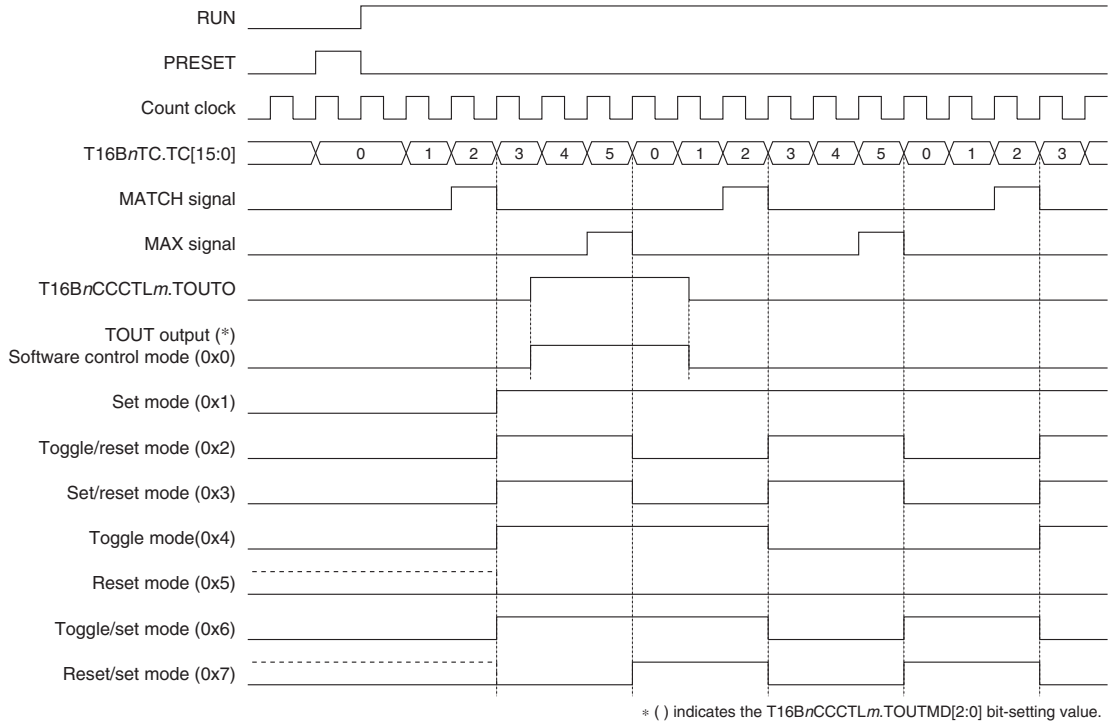 RUN
PRESET
Count clock
T16BnTC.TC[15:0] 0 1 2 3 4 5 0 1 2 3 4 5 0 1 2 3
MATCH signal
MAX signal
T16BnCCCTLm.TOUTO
TOUT output (*)
Software control mode (0x0)
Set mode (0x1)
Toggle/reset mode (0x2)
Set/reset mode (0x3)
Toggle mode(0x4)
Reset mode (0x5)
Toggle/set mode (0x6)
Reset/set mode (0x7)
* ( ) indicates the T16BnCCCTLm.TOUTMD[2:0] bit-setting value.